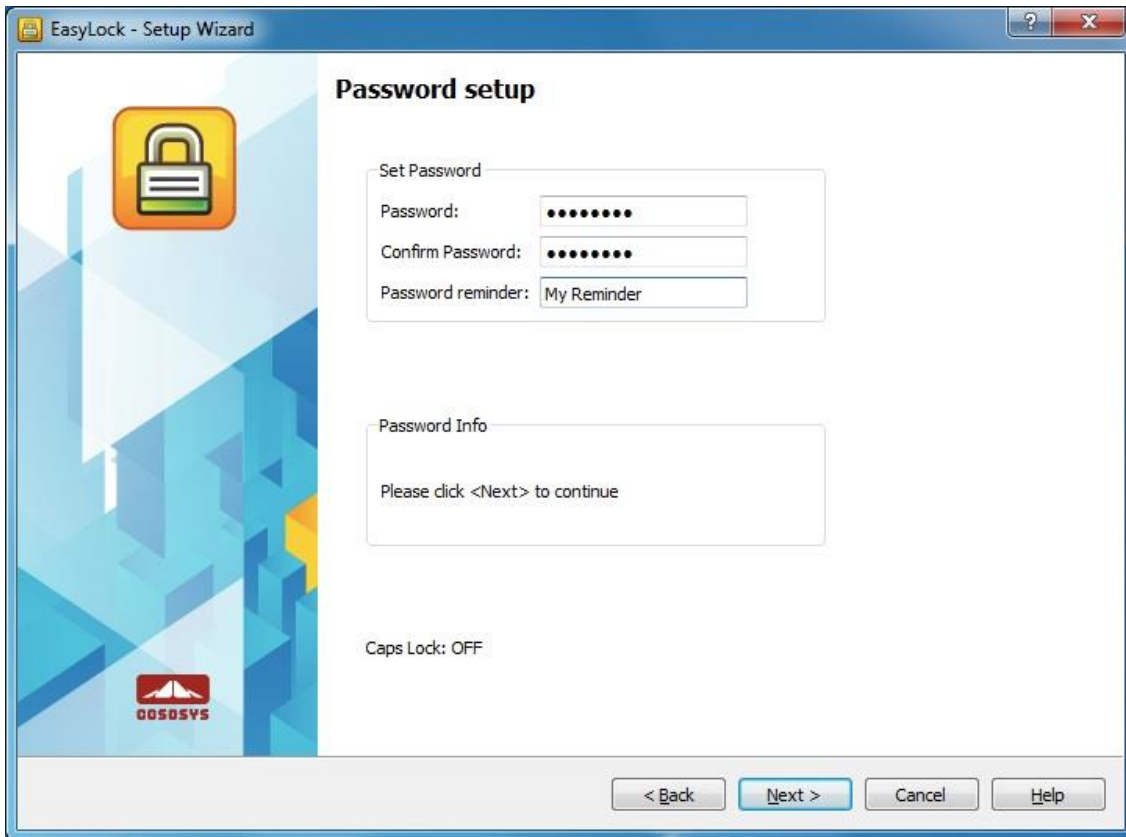 EasyLock - Setup Wizard
Password setup
Set Password
Password: ●●●●●●●●
Confirm Password: ●●●●●●●●
Password reminder: My Reminder
Password Info
Please click <Next> to continue
Caps Lock: OFF
COSOSYS
< Back Next > Cancel Help